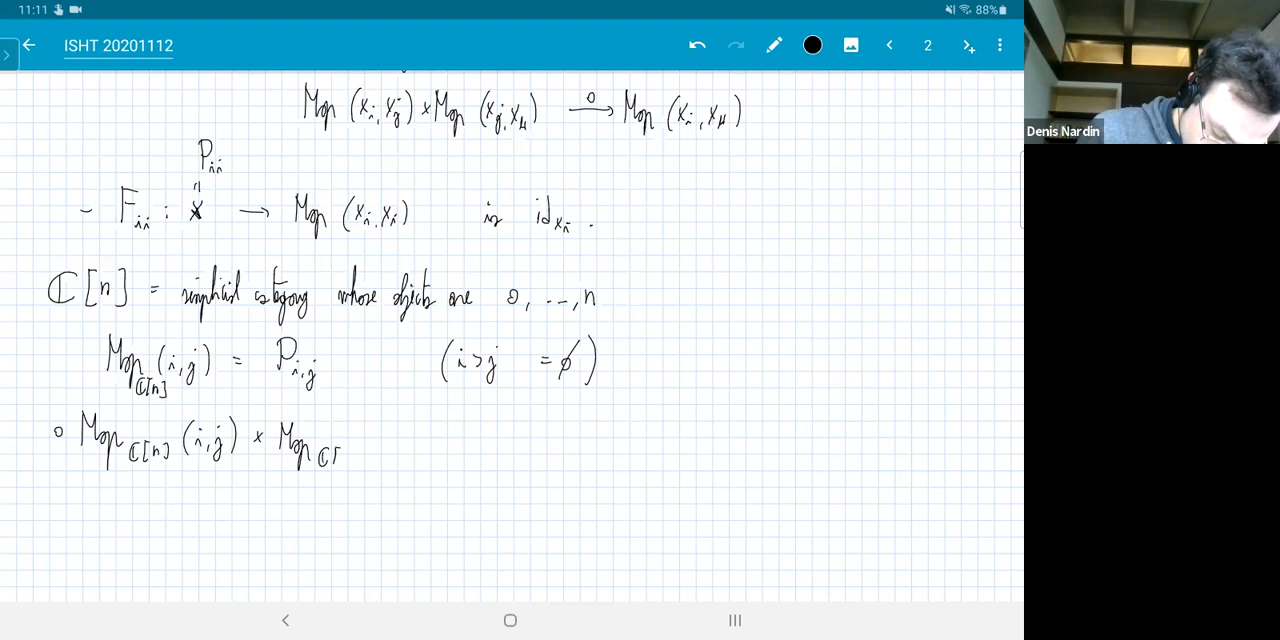 11:11 88%
ISHT 20201112
2
Map (x_i, x_j) × Map (x_j, x_k) —∘→ Map (x_i, x_k)
P_ii
- F_ii : * → Map (x_i, x_i) is id_{x_i} .
ℂ[n] = simplicial category whose objects are 0, ..., n
Map_{ℂ[n]} (i,j) = P_{i,j} (i>j = ∅)
∘ Map_{ℂ[n]} (i,j) × Map_{ℂ[
Denis Nardin